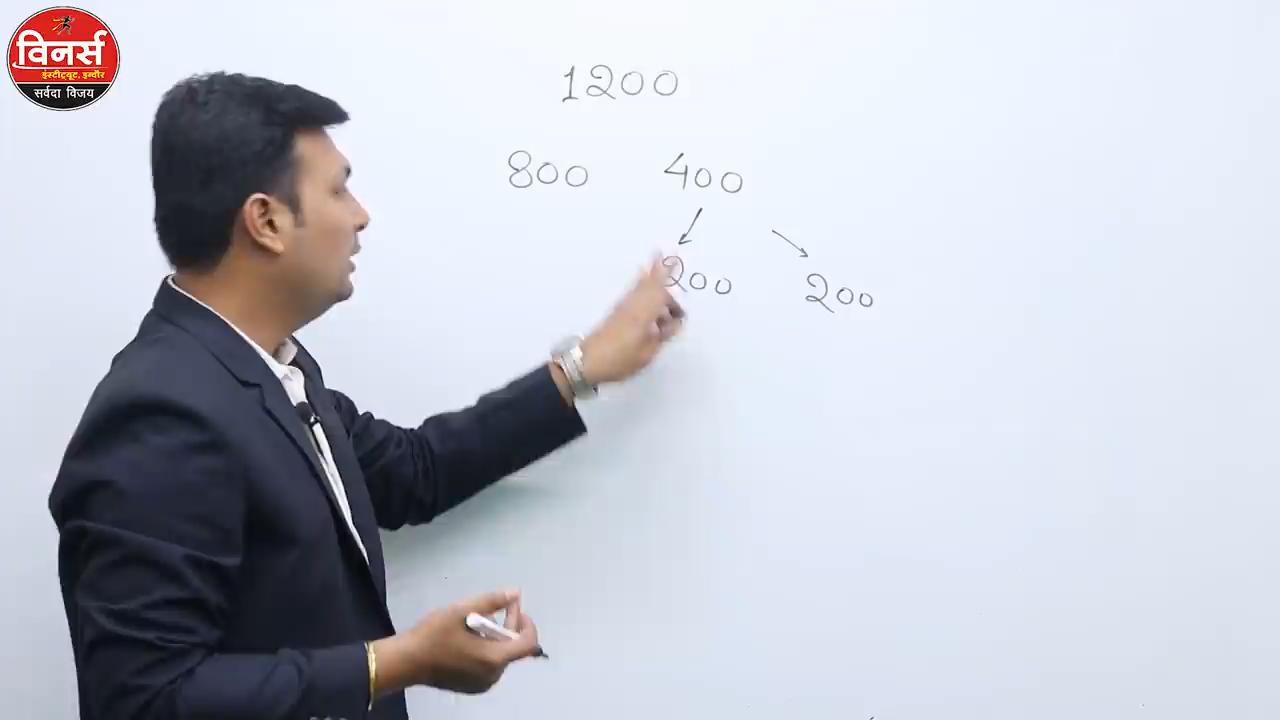 विनर्स
इंस्टीट्यूट, इन्दौर
सर्वदा विजय
1200
800 400
200 200